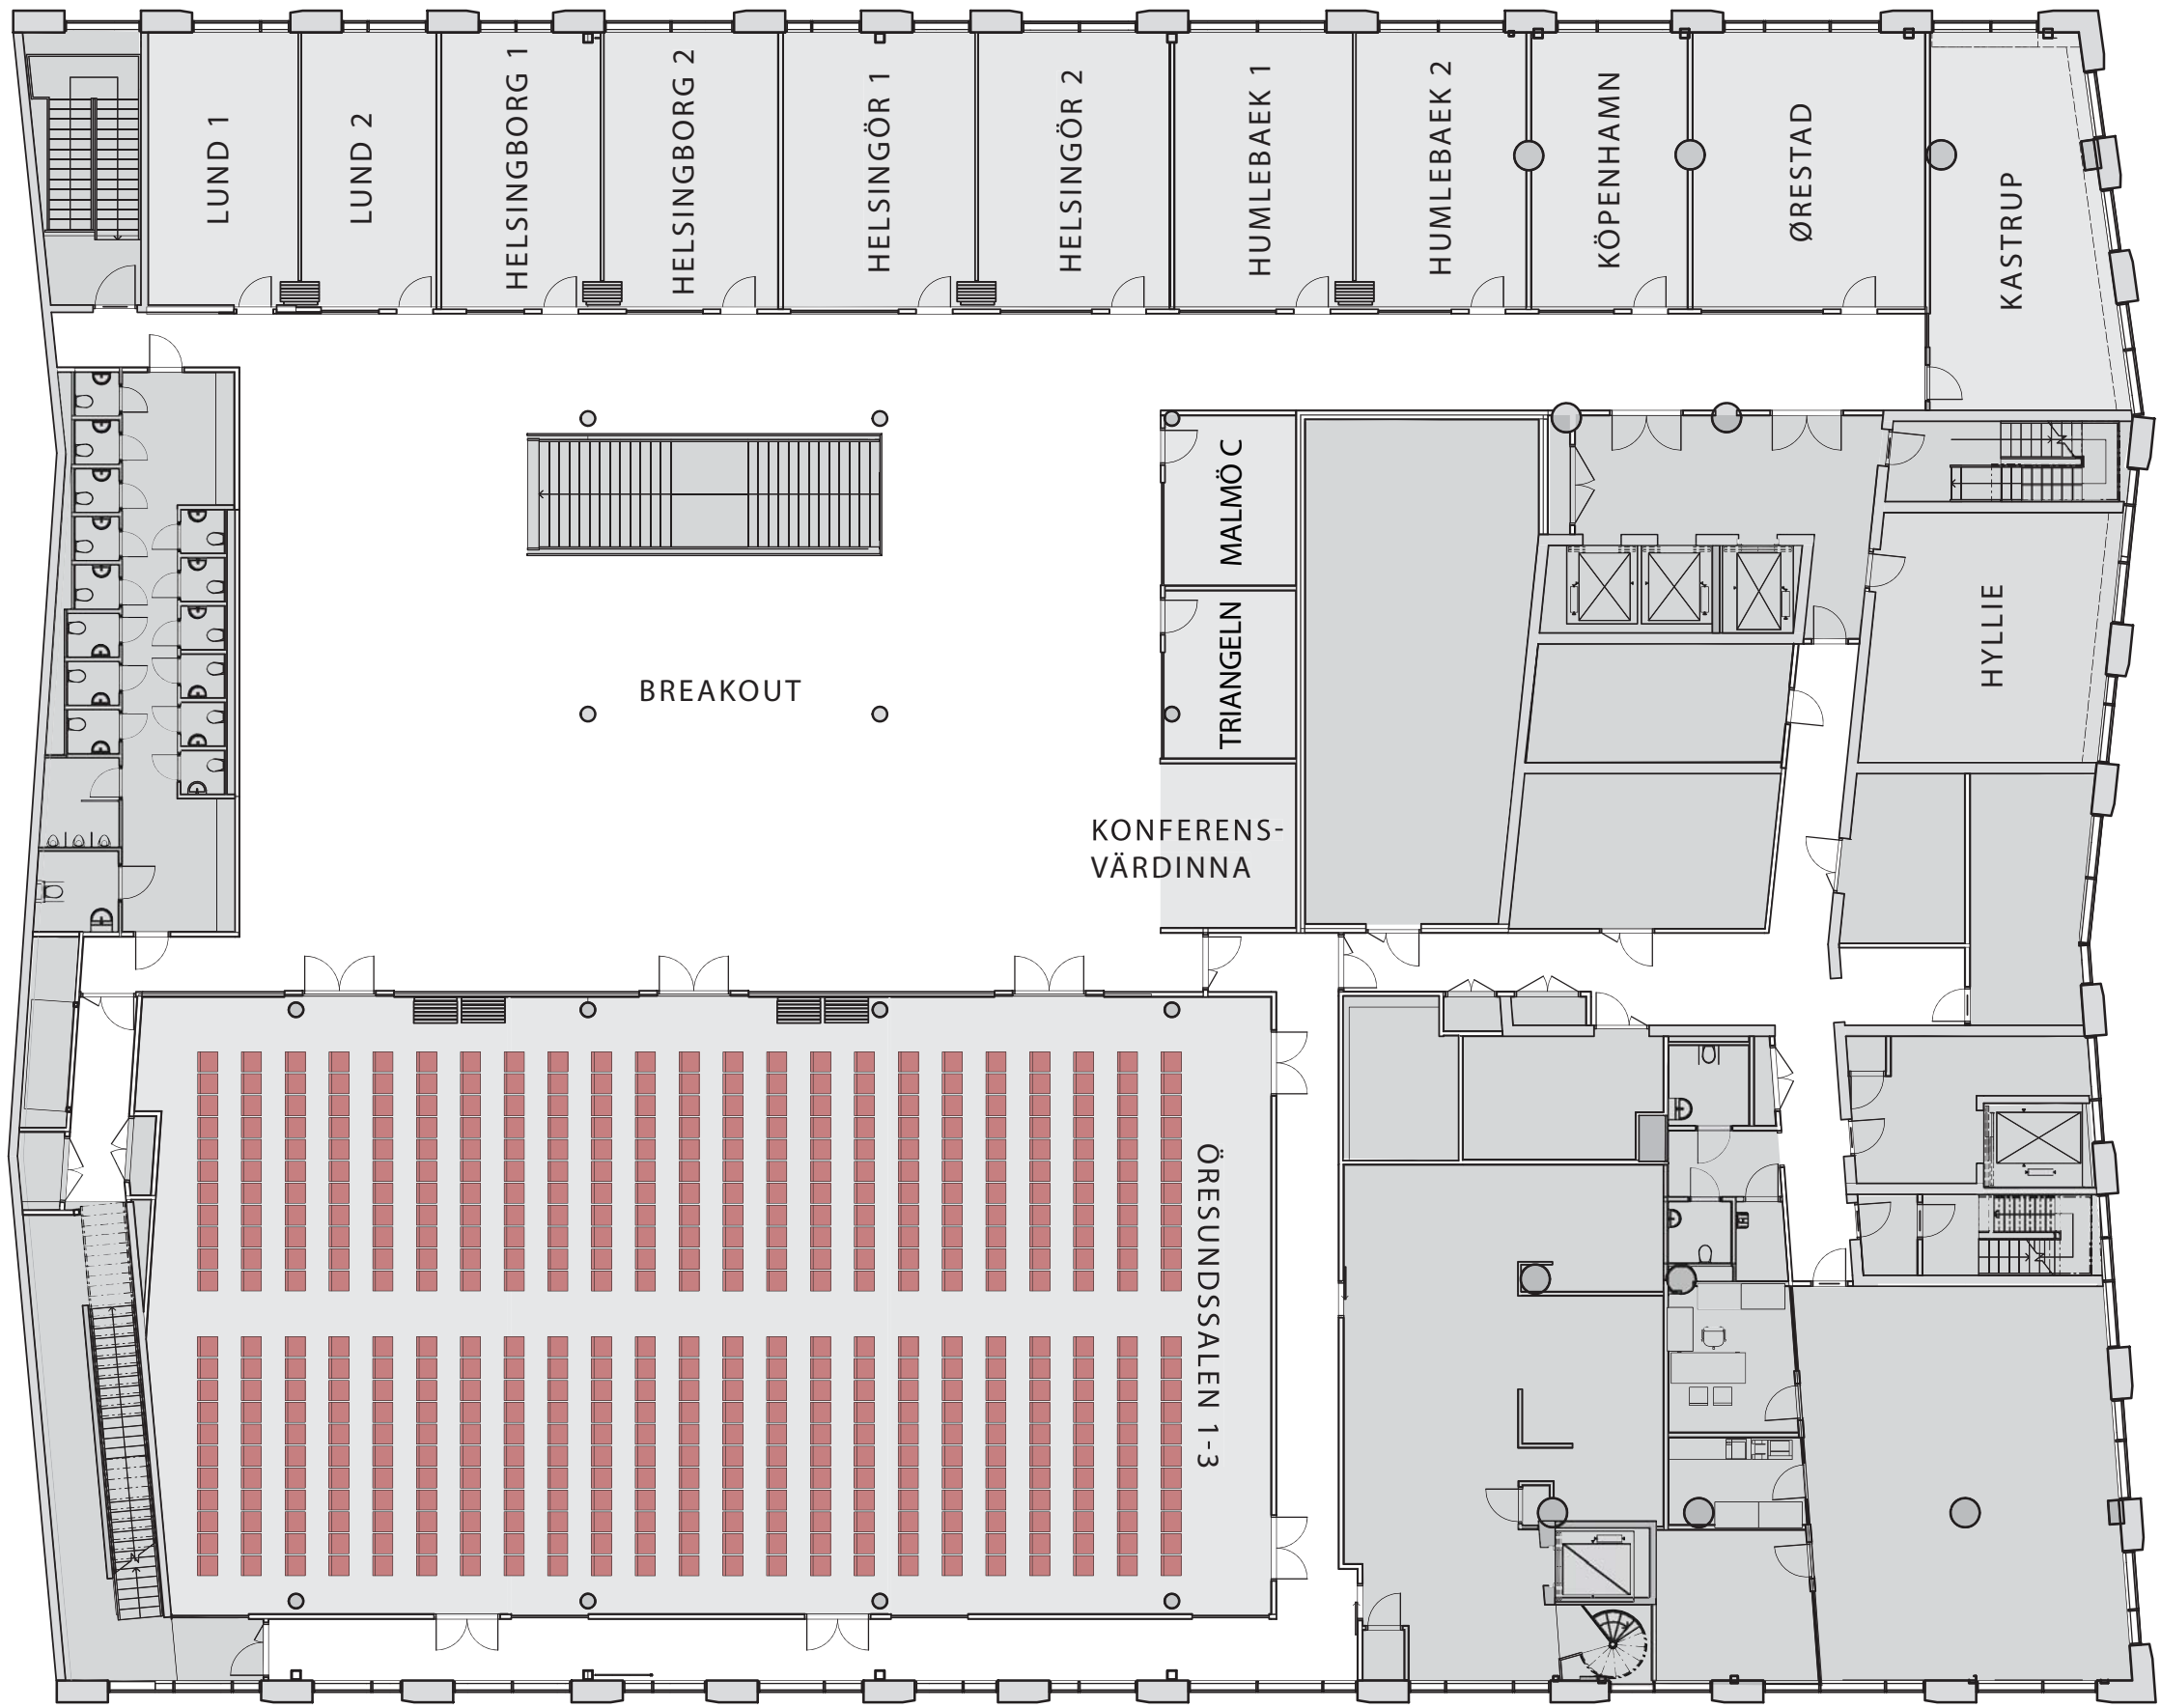 LUND 1
LUND 2
HELSINGBORG 1
HELSINGBORG 2
HELSINGÖR 1
HELSINGÖR 2
HUMLEBAEK 1
HUMLEBAEK 2
KÖPENHAMN
ØRESTAD
KASTRUP
MALMÖ C
TRIANGELN
HYLLIE
BREAKOUT
KONFERENS-
VÄRDINNA
ÖRESUNDSSALEN 1-3